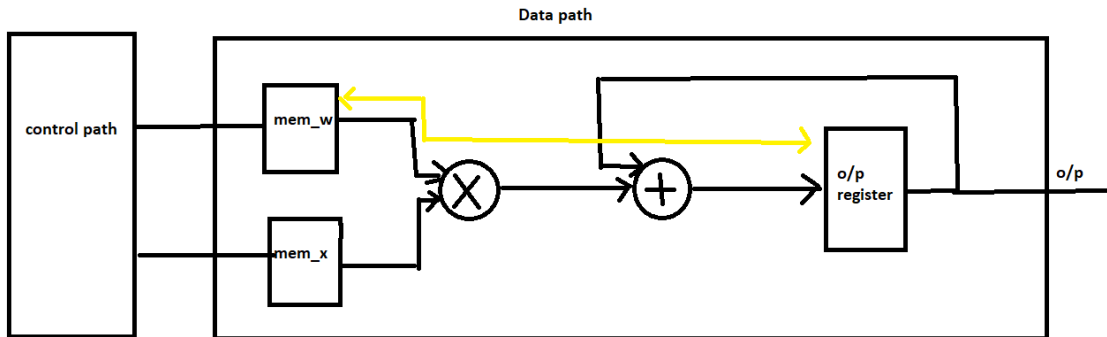 Data path
control path
mem_w
mem_x
o/p
register
o/p